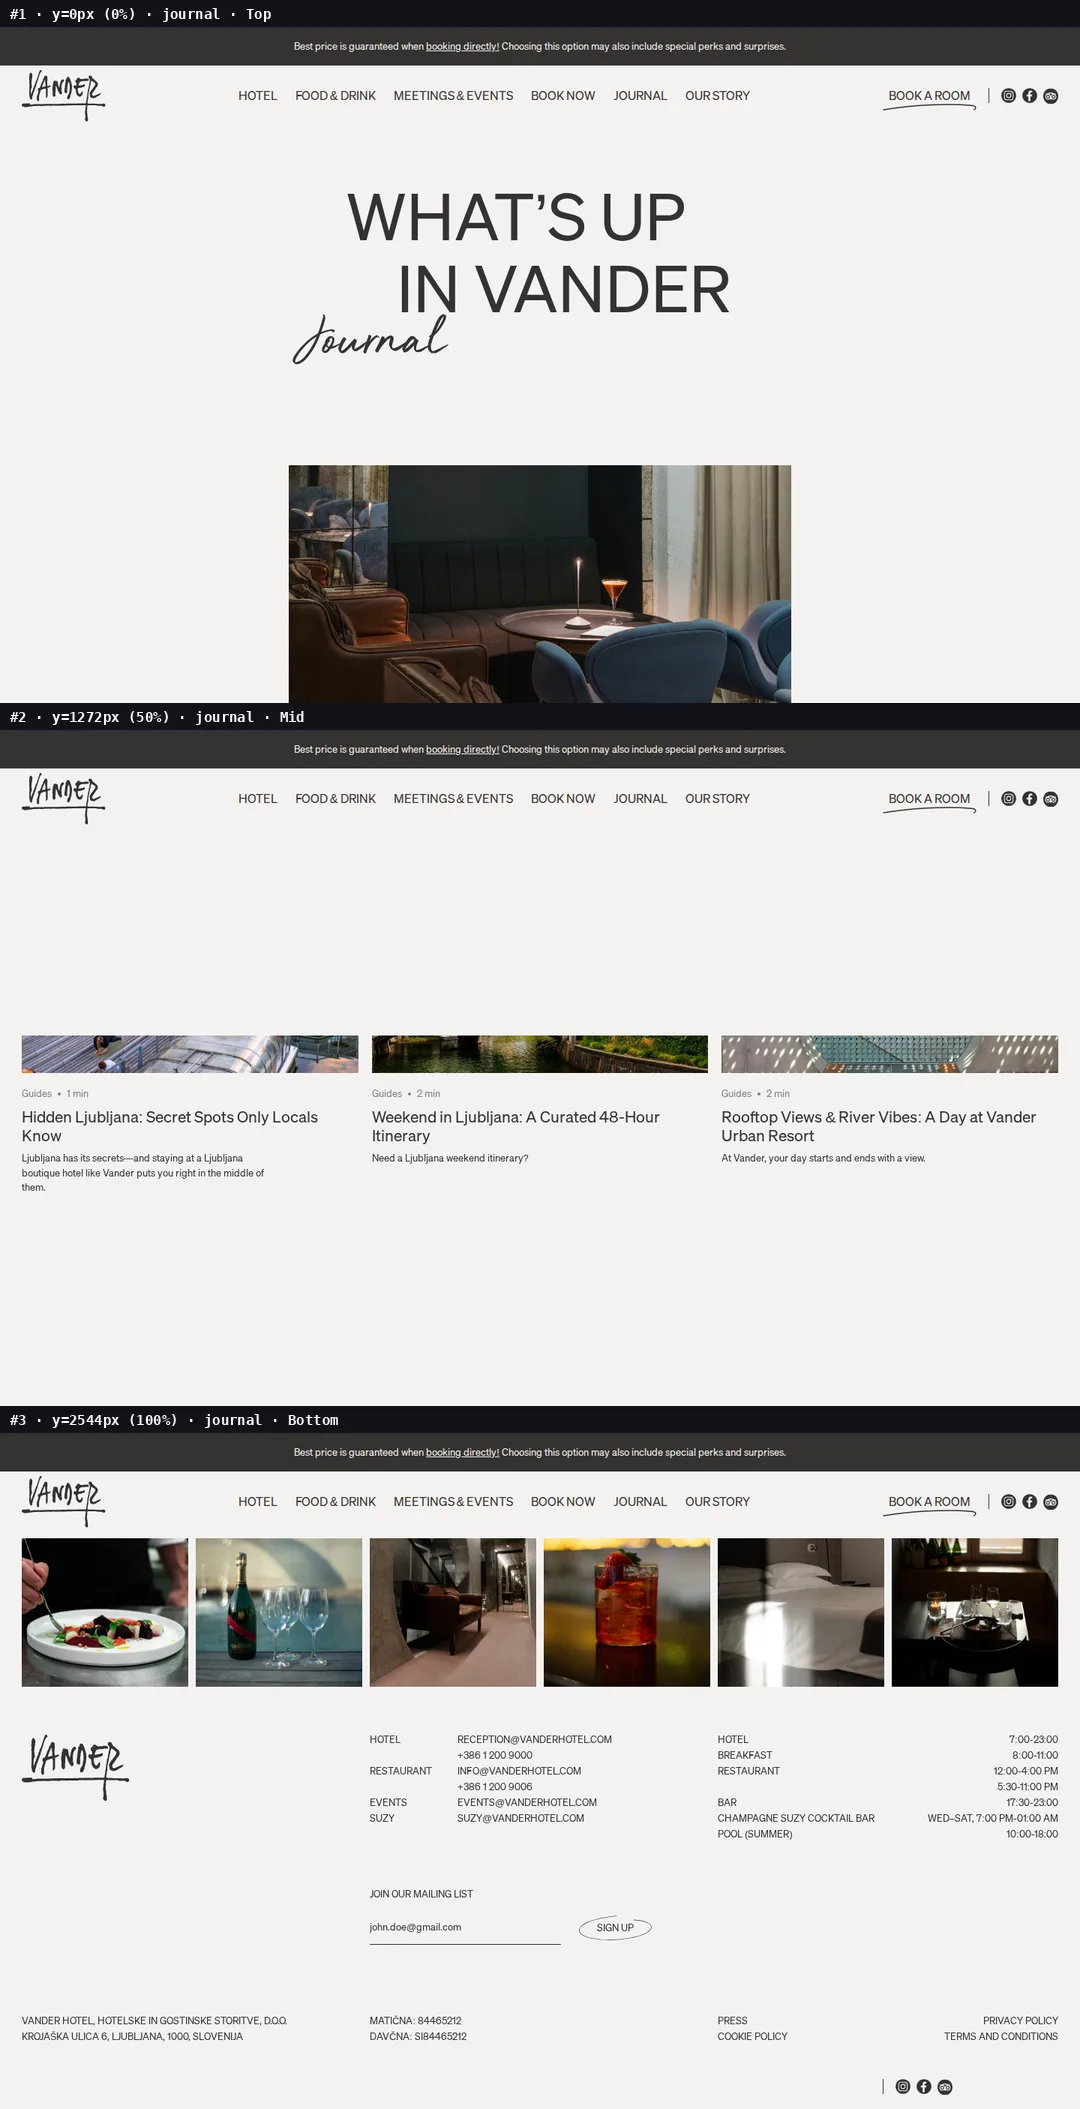 #1 · y=0px (0%) · journal · Top
Best price is guaranteed when booking directly! Choosing this option may also include special perks and surprises.
VANDER
HOTEL FOOD & DRINK MEETINGS & EVENTS BOOK NOW JOURNAL OUR STORY
BOOK A ROOM
WHAT’S UP
IN VANDER
Journal
#2 · y=1272px (50%) · journal · Mid
Best price is guaranteed when booking directly! Choosing this option may also include special perks and surprises.
VANDER
HOTEL FOOD & DRINK MEETINGS & EVENTS BOOK NOW JOURNAL OUR STORY
BOOK A ROOM
Guides • 1 min
Hidden Ljubljana: Secret Spots Only Locals
Know
Ljubljana has its secrets—and staying at a Ljubljana
boutique hotel like Vander puts you right in the middle of
them.
Guides • 2 min
Weekend in Ljubljana: A Curated 48-Hour
Itinerary
Need a Ljubljana weekend itinerary?
Guides • 2 min
Rooftop Views & River Vibes: A Day at Vander
Urban Resort
At Vander, your day starts and ends with a view.
#3 · y=2544px (100%) · journal · Bottom
Best price is guaranteed when booking directly! Choosing this option may also include special perks and surprises.
VANDER
HOTEL FOOD & DRINK MEETINGS & EVENTS BOOK NOW JOURNAL OUR STORY
BOOK A ROOM
VANDER
HOTEL RECEPTION@VANDERHOTEL.COM
+386 1 200 9000
RESTAURANT INFO@VANDERHOTEL.COM
+386 1 200 9006
EVENTS EVENTS@VANDERHOTEL.COM
SUZY SUZY@VANDERHOTEL.COM
HOTEL 7:00-23:00
BREAKFAST 8:00-11:00
RESTAURANT 12:00-4:00 PM
5:30-11:00 PM
BAR 17:30-23:00
CHAMPAGNE SUZY COCKTAIL BAR WED–SAT, 7:00 PM-01:00 AM
POOL (SUMMER) 10:00-18:00
JOIN OUR MAILING LIST
john.doe@gmail.com
SIGN UP
VANDER HOTEL, HOTELSKE IN GOSTINSKE STORITVE, D.O.O.
KROJAŠKA ULICA 6, LJUBLJANA, 1000, SLOVENIJA
MATIČNA: 84465212
DAVČNA: SI84465212
PRESS
COOKIE POLICY
PRIVACY POLICY
TERMS AND CONDITIONS